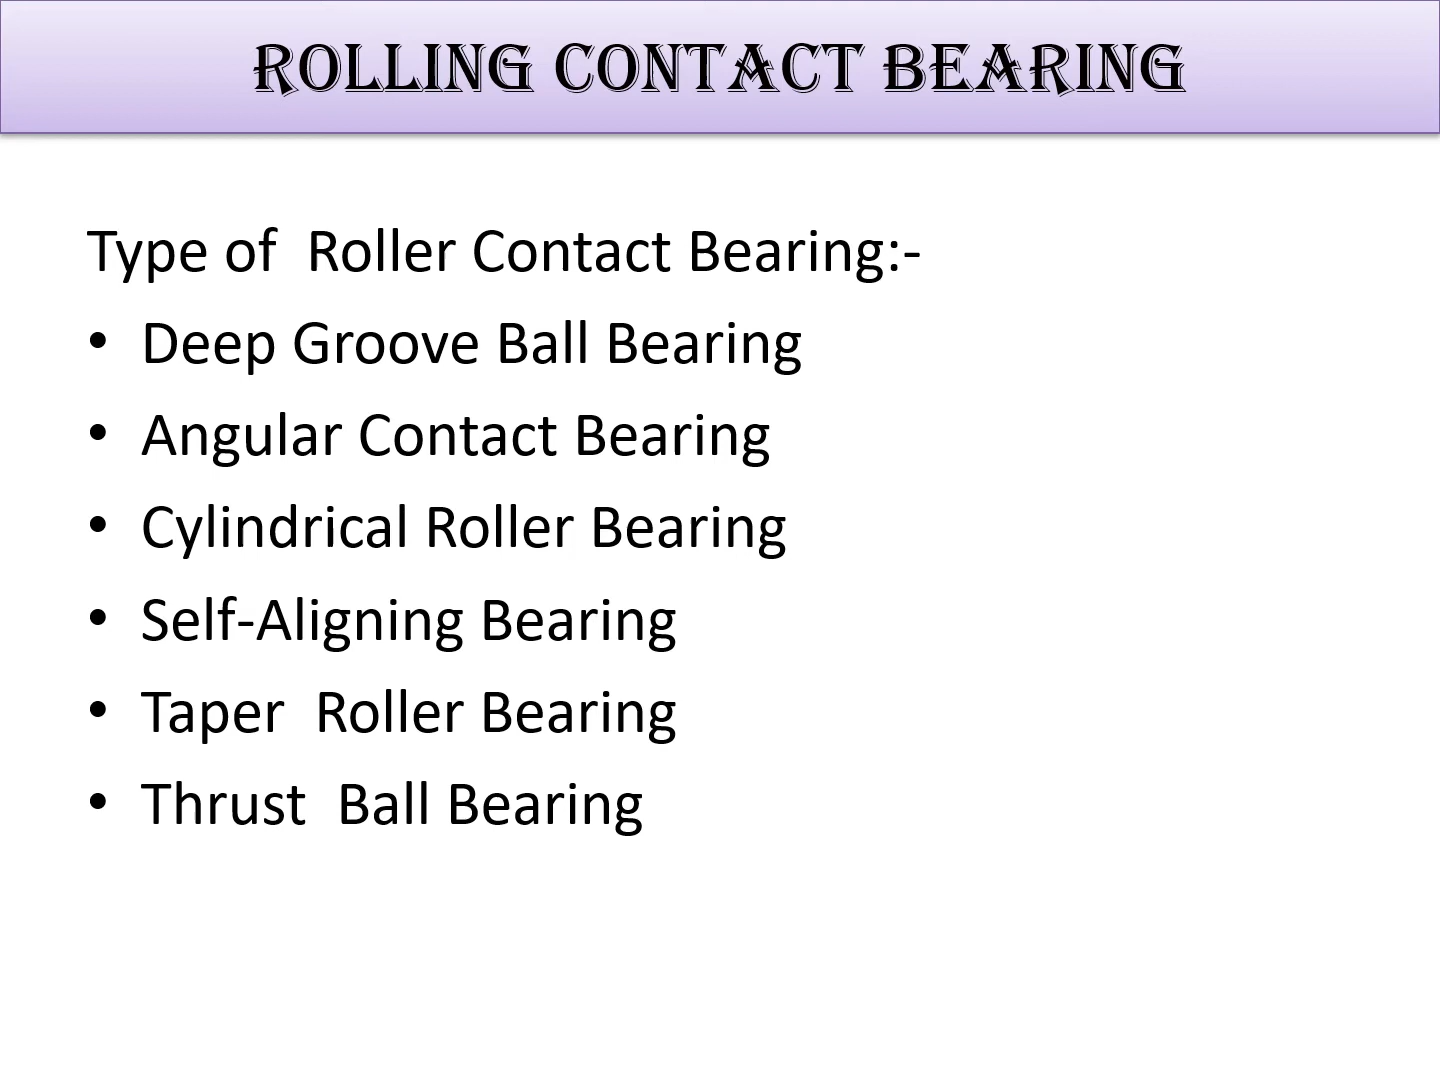 ROLLING CONTACT BEARING
Type of  Roller Contact Bearing:-
• Deep Groove Ball Bearing
• Angular Contact Bearing
• Cylindrical Roller Bearing
• Self-Aligning Bearing
• Taper  Roller Bearing
• Thrust  Ball Bearing